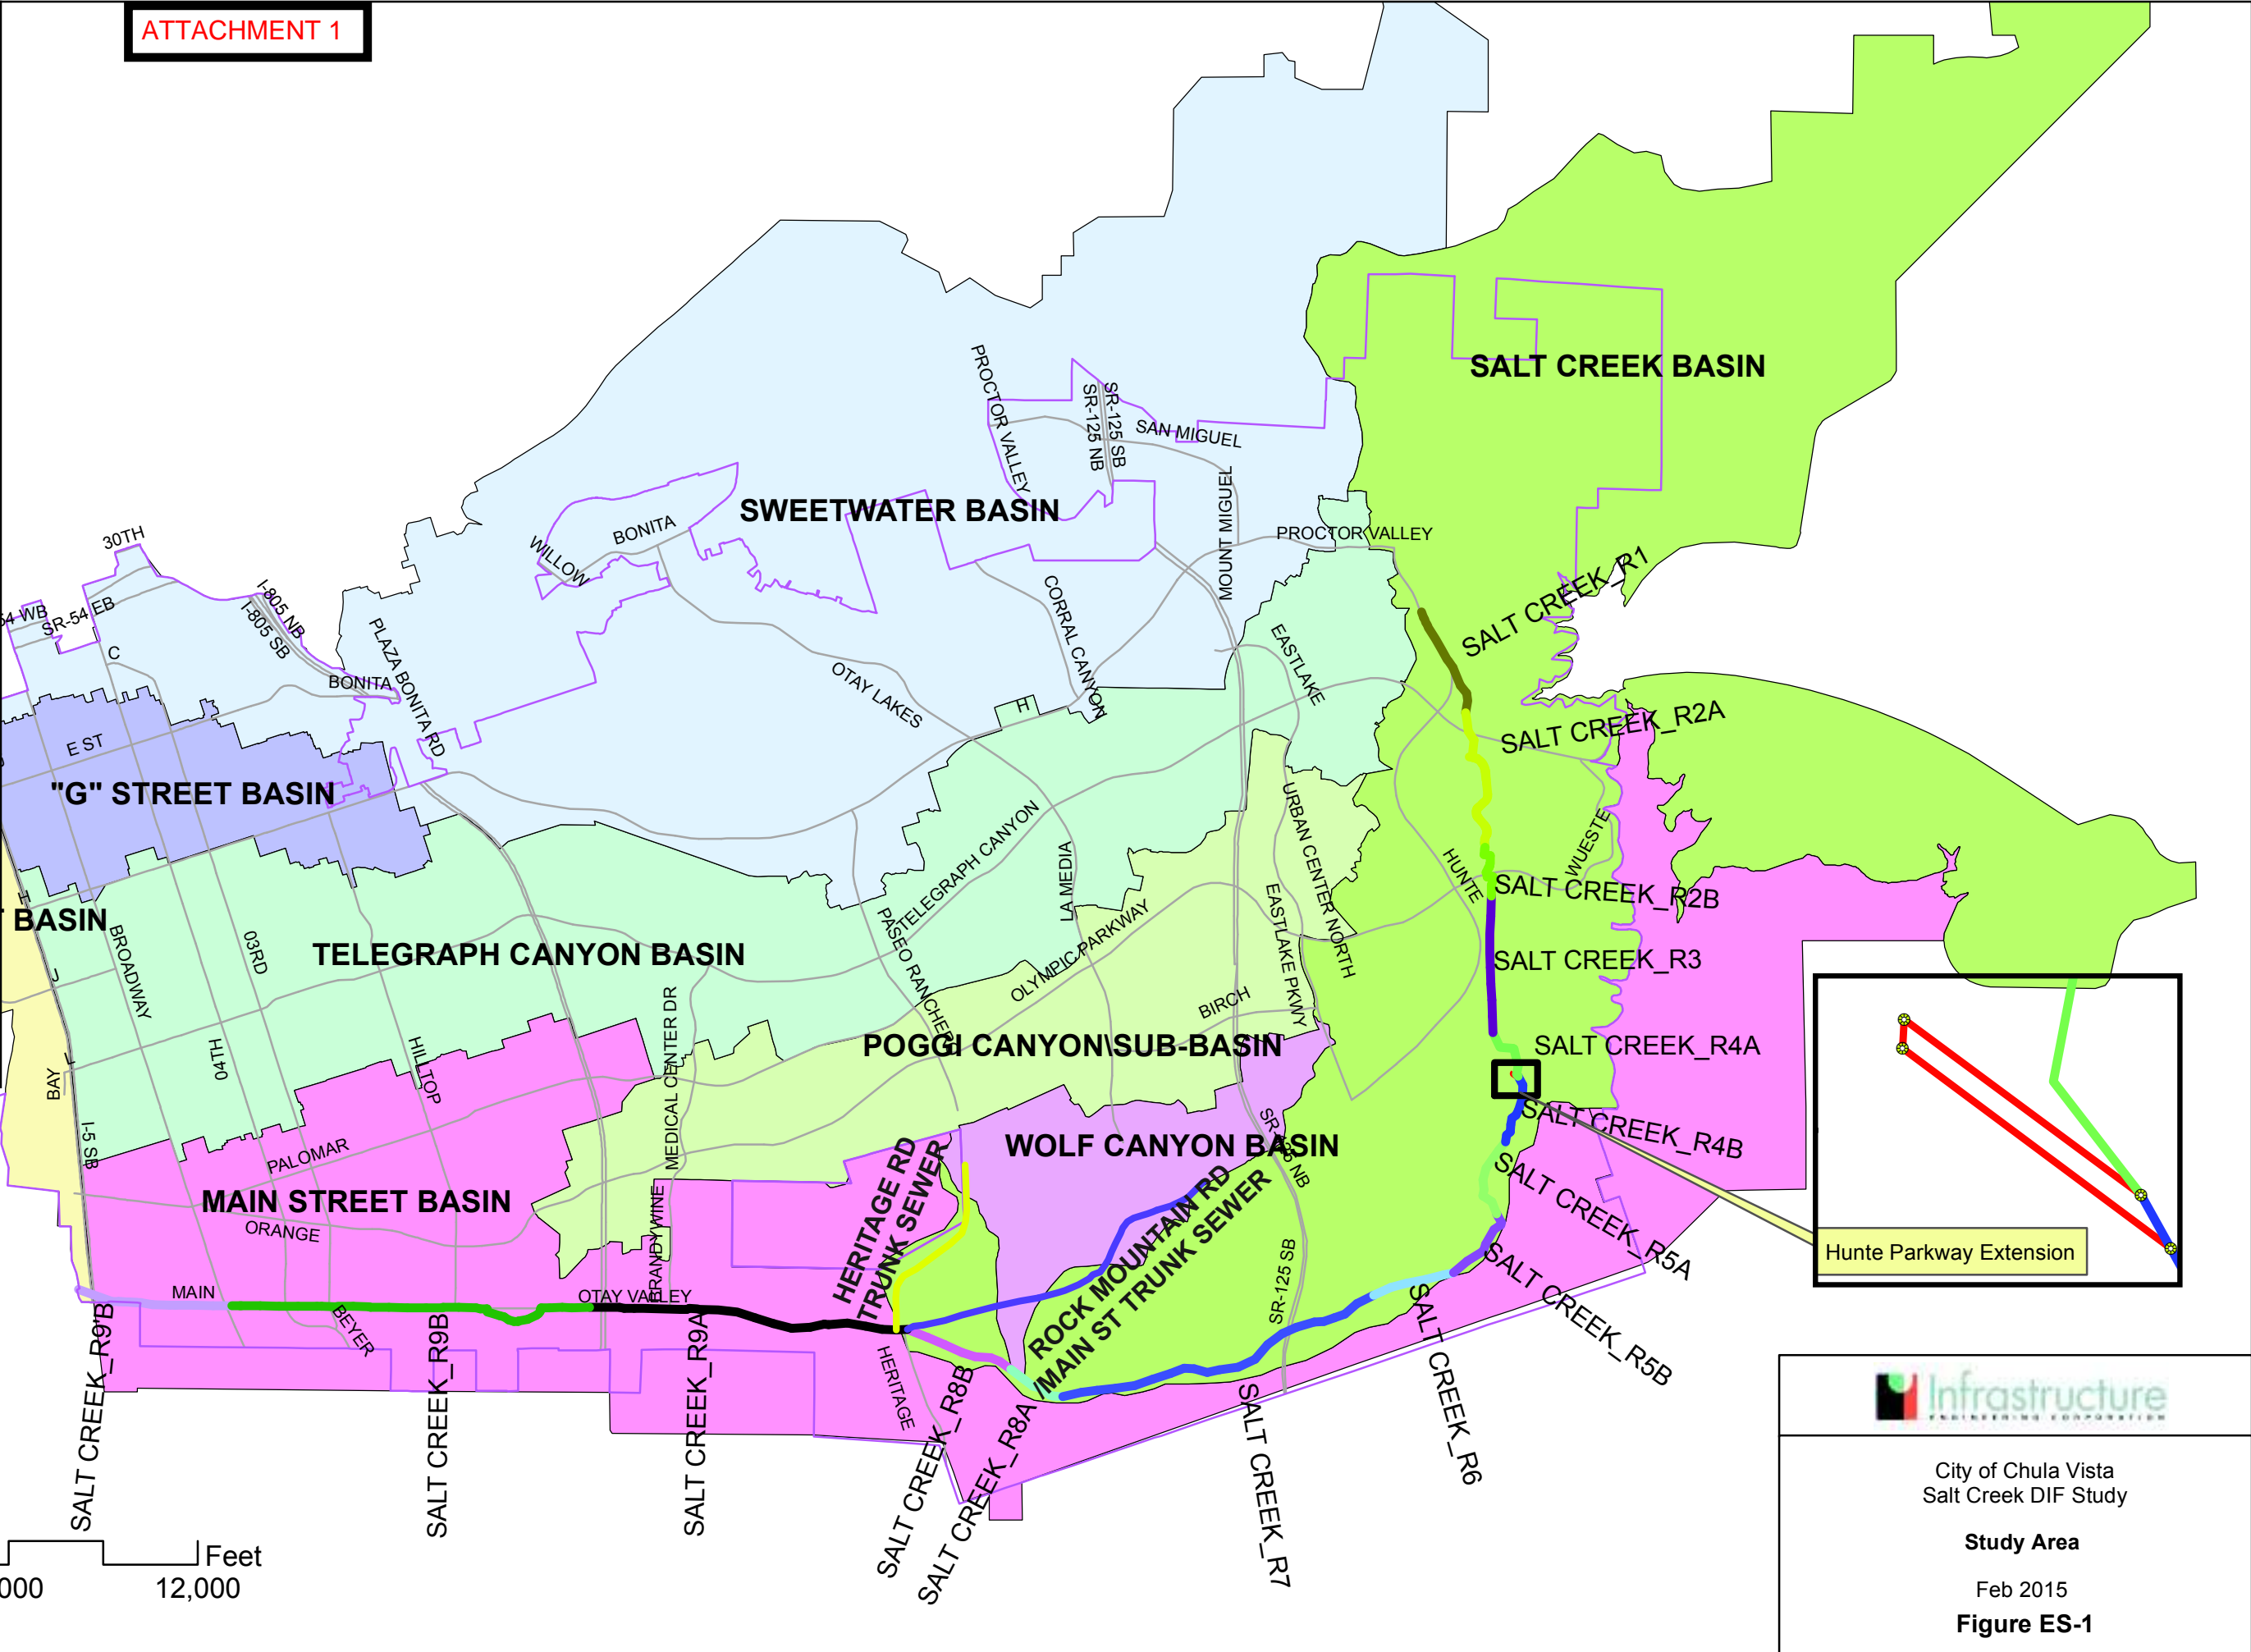 ATTACHMENT 1
SALT CREEK BASIN
PROCTOR VALLEY
SR-125 SB
SR-125 NB
SAN MIGUEL
SWEETWATER BASIN
MOUNT MIGUEL
PROCTOR VALLEY
30TH
BONITA
WILLOW
SALT CREEK_R1
54 WB
SR-54 EB
I-805 NB
I-805 SB
C
PLAZA BONITA RD
BONITA
CORRAL CANYON
EASTLAKE
OTAY LAKES
H
SALT CREEK_R2A
E ST
"G" STREET BASIN
TELEGRAPH CANYON
URBAN CENTER NORTH
WUESTE
HUNTE
LA MEDIA
SALT CREEK_R2B
T BASIN
BROADWAY
03RD
TELEGRAPH CANYON BASIN
PASEO RANCHERO
OLYMPIC PARKWAY
EASTLAKE PKWY
SALT CREEK_R3
J
BIRCH
MEDICAL CENTER DR
POGGI CANYON\SUB-BASIN
SALT CREEK_R4A
L
BAY
04TH
HILLTOP
I-5 SB
PALOMAR
WOLF CANYON BASIN
SR-125 NB
SALT CREEK_R4B
MAIN STREET BASIN
ORANGE
BRANDYWINE
HERITAGE RD
TRUNK SEWER
ROCK MOUNTAIN RD
/MAIN ST TRUNK SEWER
SALT CREEK_R5A
SALT CREEK_R5B
Hunte Parkway Extension
SR-125 SB
MAIN
BEYER
OTAY VALLEY
HERITAGE
SALT CREEK_R9'B
SALT CREEK_R9B
SALT CREEK_R9A
SALT CREEK_R8B
SALT CREEK_R8A
SALT CREEK_R7
SALT CREEK_R6
Feet
000
12,000
Infrastructure
ENGINEERING CORPORATION
City of Chula Vista
Salt Creek DIF Study
Study Area
Feb 2015
Figure ES-1